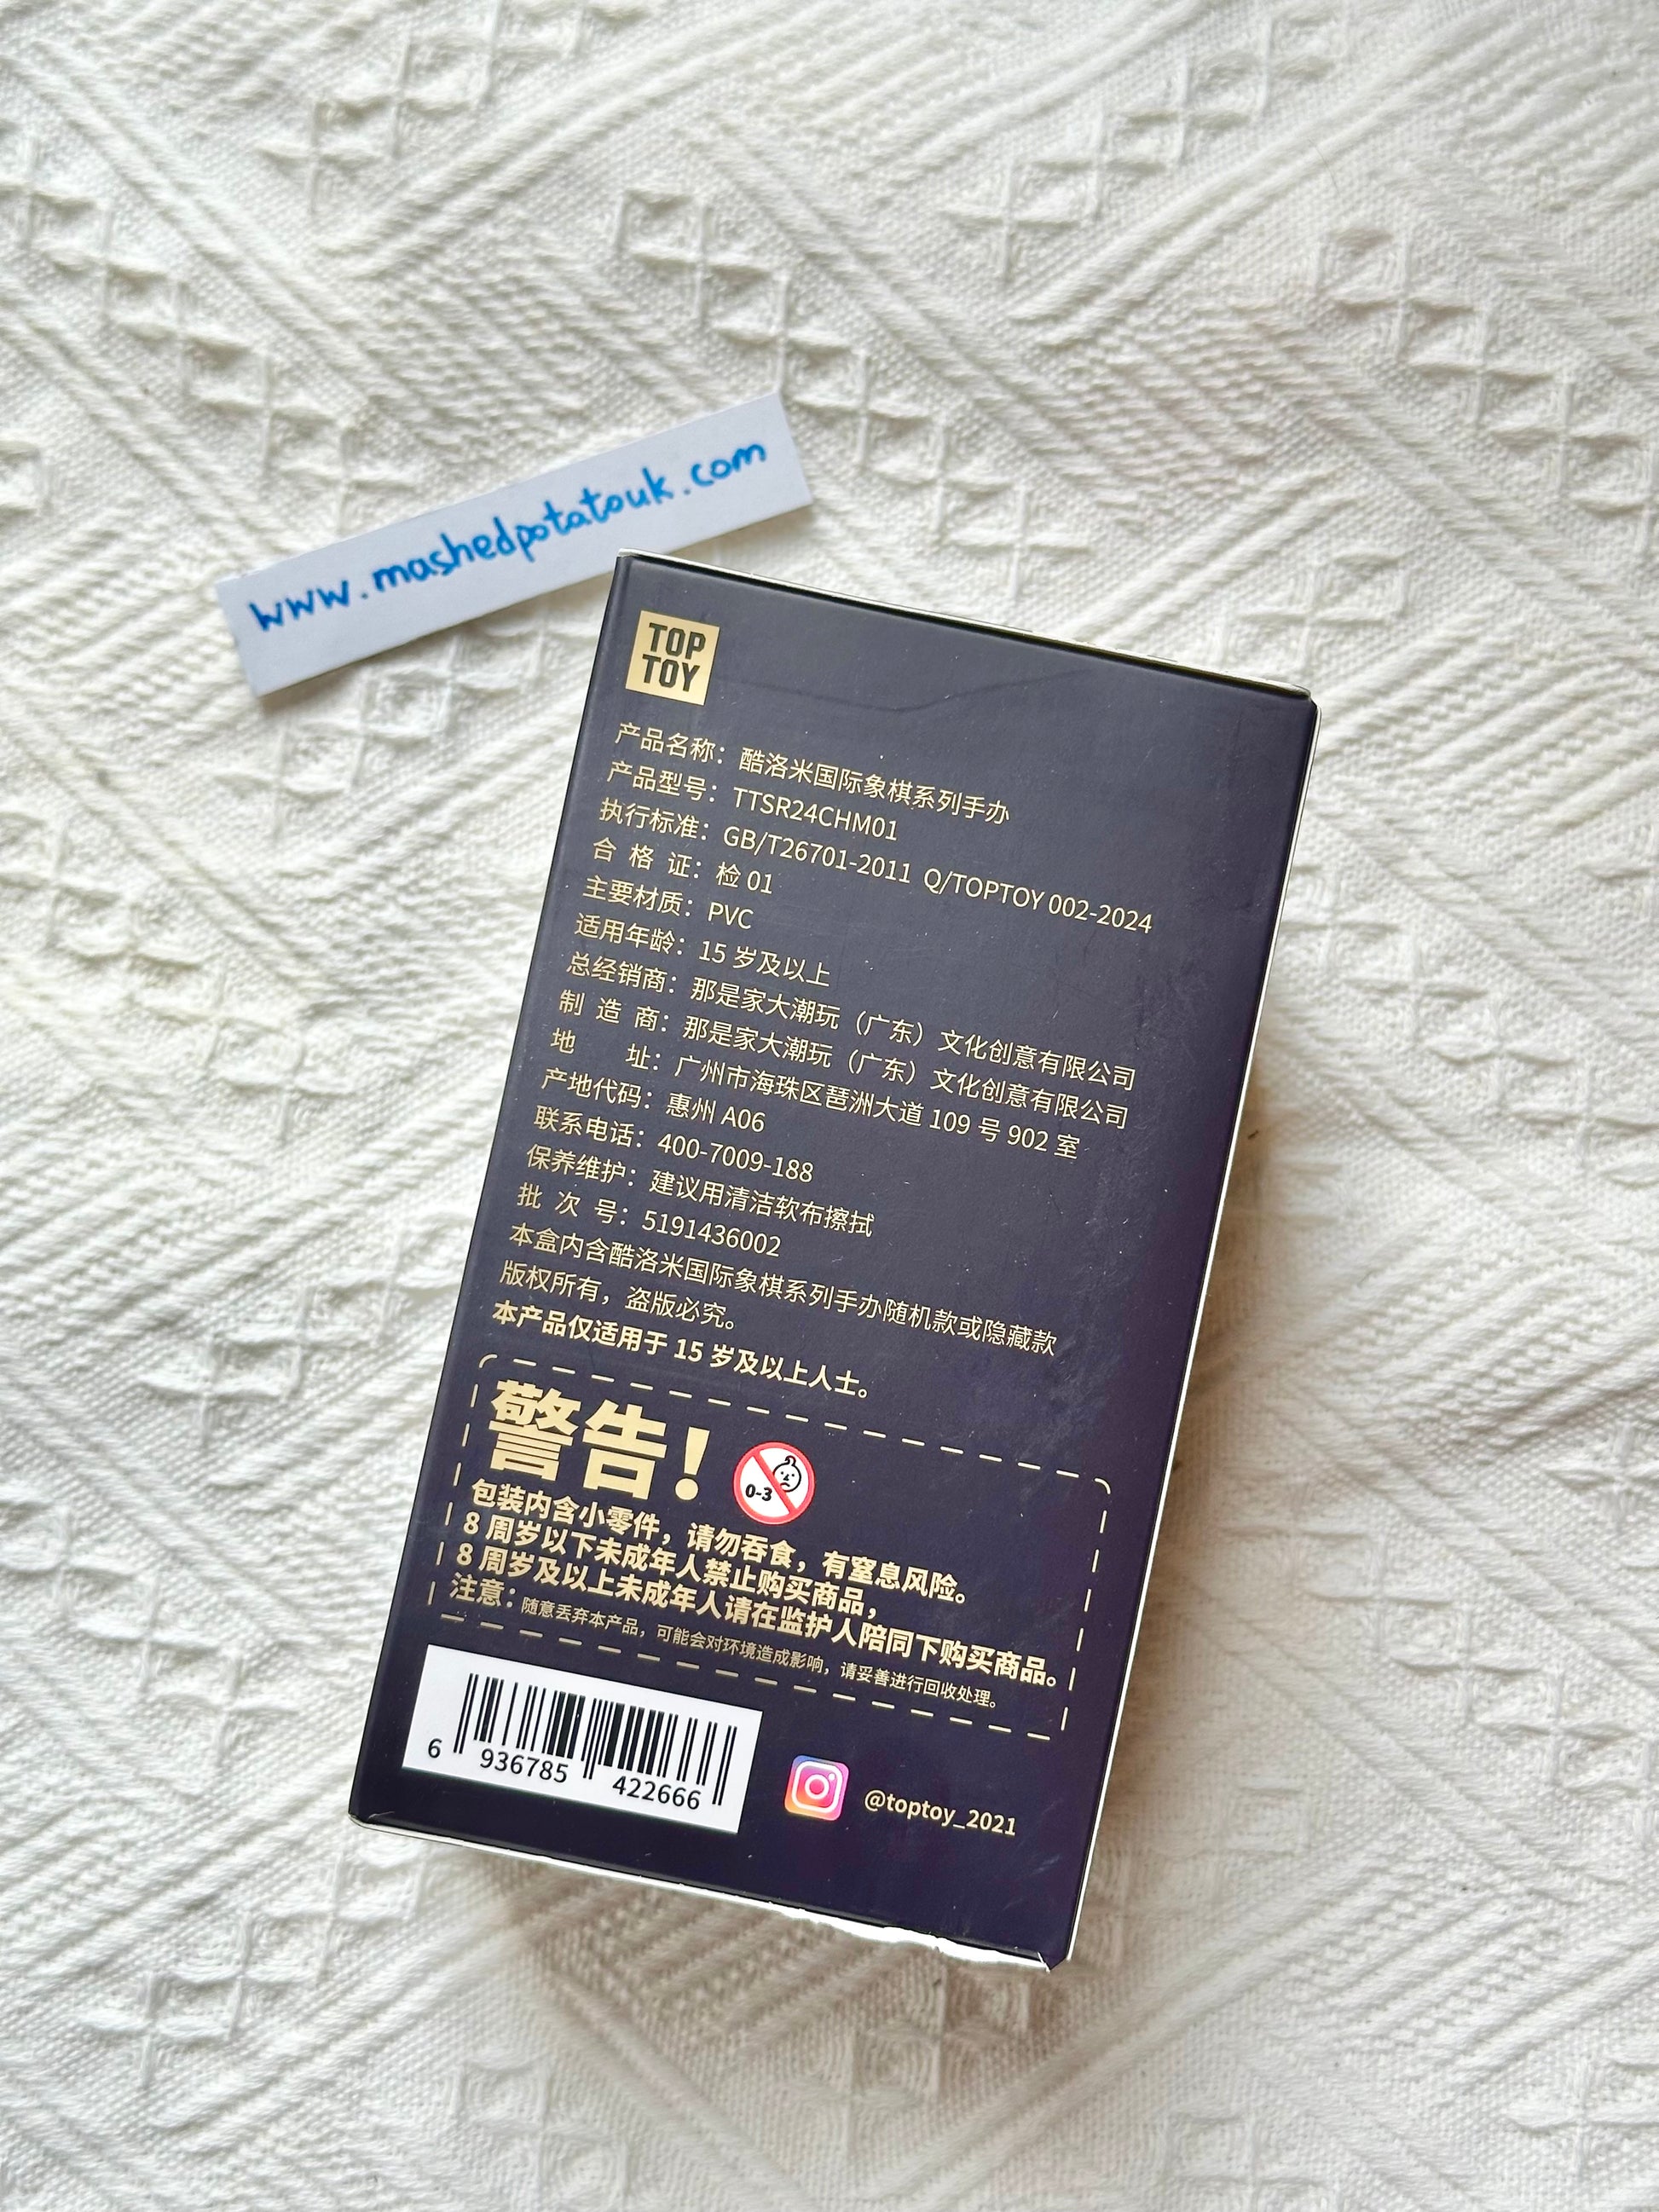 www.mashedpotatouk.com
TOP
TOY
产品名称：酷洛米国际象棋系列手办
产品型号：TTSR24CHM01
执行标准：GB/T26701-2011 Q/TOPTOY 002-2024
合格证：检 01
主要材质：PVC
适用年龄：15 岁及以上
总经销商：那是家大潮玩（广东）文化创意有限公司
制造商：那是家大潮玩（广东）文化创意有限公司
地址：广州市海珠区琶洲大道 109 号 902 室
产地代码：惠州 A06
联系电话：400-7009-188
保养维护：建议用清洁软布擦拭
批次号：5191436002
本盒内含酷洛米国际象棋系列手办随机款或隐藏款
版权所有，盗版必究。
本产品仅适用于 15 岁及以上人士。
警告！
0-3
包装内含小零件，请勿吞食，有窒息风险。
8 周岁以下未成年人禁止购买商品，
8 周岁及以上未成年人请在监护人陪同下购买商品。
注意：随意丢弃本产品，可能会对环境造成影响，请妥善进行回收处理。
6 936785 422666
@toptoy_2021